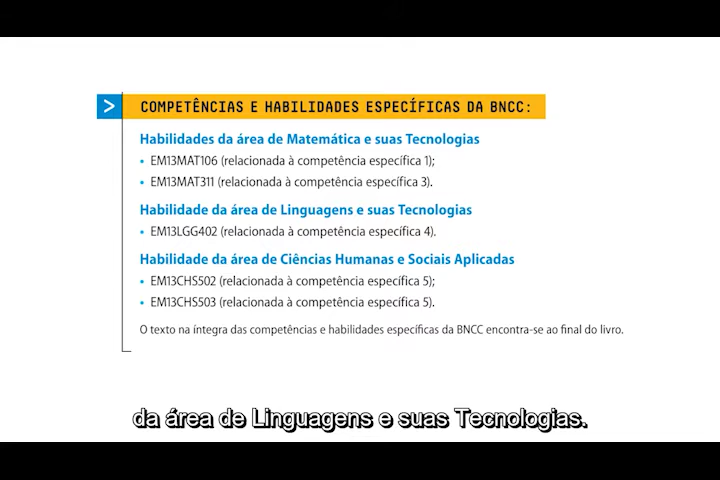 > COMPETÊNCIAS E HABILIDADES ESPECÍFICAS DA BNCC:
Habilidades da área de Matemática e suas Tecnologias
• EM13MAT106 (relacionada à competência específica 1);
• EM13MAT311 (relacionada à competência específica 3).
Habilidade da área de Linguagens e suas Tecnologias
• EM13LGG402 (relacionada à competência específica 4).
Habilidade da área de Ciências Humanas e Sociais Aplicadas
• EM13CHS502 (relacionada à competência específica 5);
• EM13CHS503 (relacionada à competência específica 5).
O texto na íntegra das competências e habilidades específicas da BNCC encontra-se ao final do livro.
da área de Linguagens e suas Tecnologias.